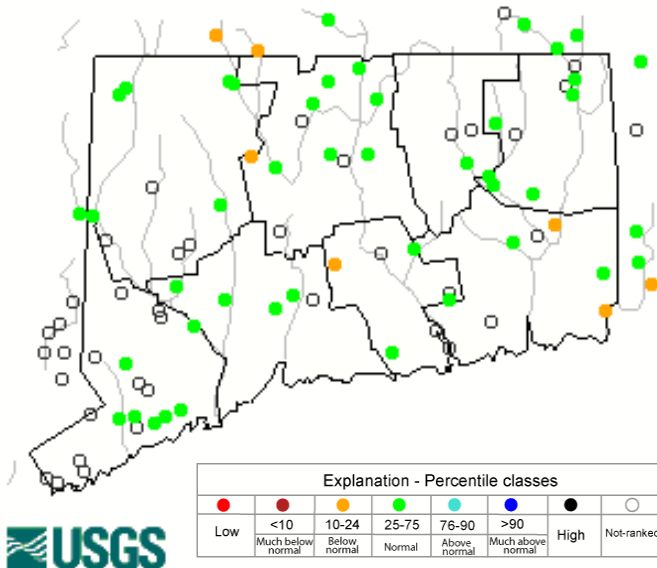 Explanation - Percentile classes
Low <10 10-24 25-75 76-90 >90 High Not-ranked
Much below normal Below normal Normal Above normal Much above normal
USGS